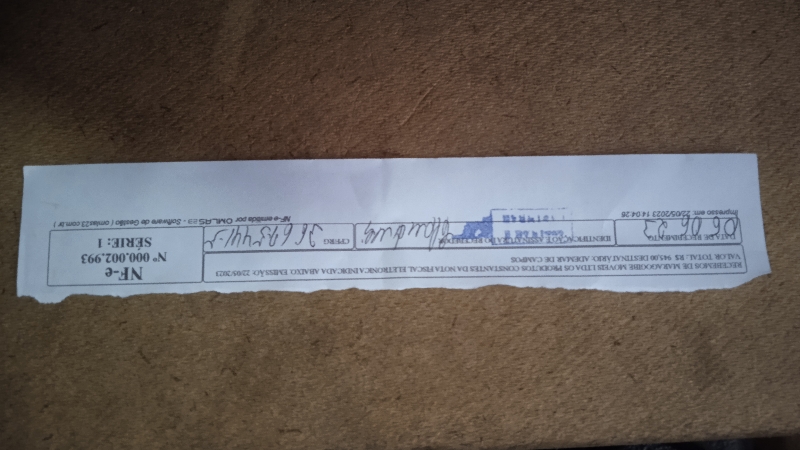 RECEBEMOS DE MARAGOGIBE MOVEIS LTDA OS PRODUTOS CONSTANTES DA NOTA FISCAL ELETRONICA INDICADA ABAIXO. EMISSÃO: 22/05/2023
VALOR TOTAL: R$ 945,00 DESTINATÁRIO: ADEMAR DE CAMPOS
NF-e
Nº 000.002.993
SÉRIE: 1
DATA DE RECEBIMENTO
06 06 23
IDENTIFICAÇÃO E ASSINATURA DO RECEBEDOR
CPF/RG
Impresso em: 22/05/2023 14:04:26
NF-e emitida por - Software de Gestão